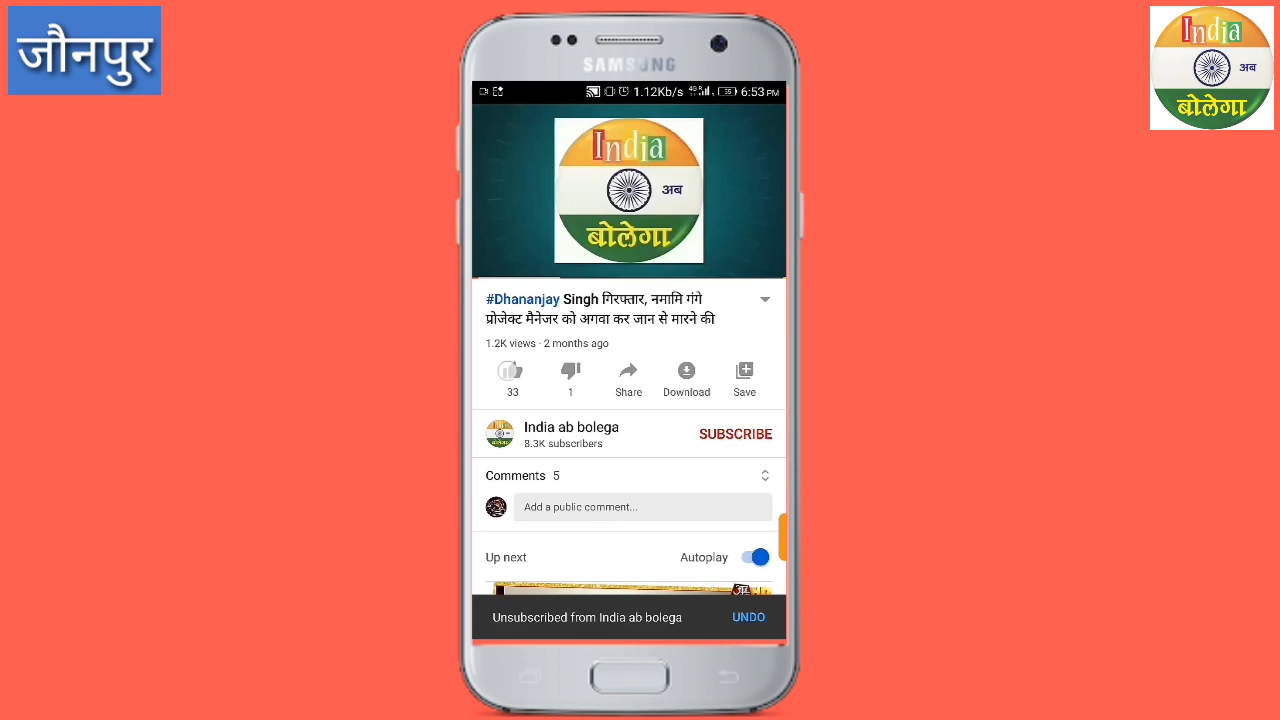 जौनपुर
India
अब
बोलेगा
SAMSUNG
1.12Kb/s 6:53 PM
India
अब
बोलेगा
#Dhananjay Singh गिरफ्तार, नमामि गंगे
प्रोजेक्ट मैनेजर को अगवा कर जान से मारने की
1.2K views · 2 months ago
33 1 Share Download Save
India ab bolega
8.3K subscribers
SUBSCRIBE
Comments 5
Add a public comment...
Up next Autoplay
Unsubscribed from India ab bolega UNDO